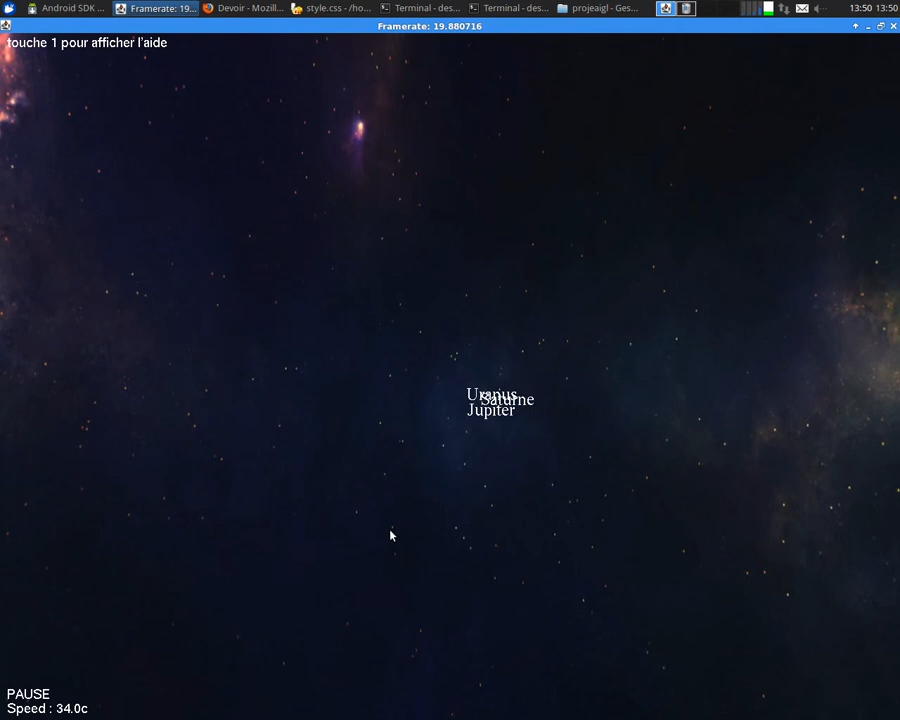 Android SDK ...
Framerate: 19...
Devoir - Mozill...
style.css - /ho...
Terminal - des...
Terminal - des...
projeaigl - Ges...
13:50 13:50
Framerate: 19.880716
touche 1 pour afficher l'aide
Uranus
Saturne
Jupiter
PAUSE
Speed : 34.0c